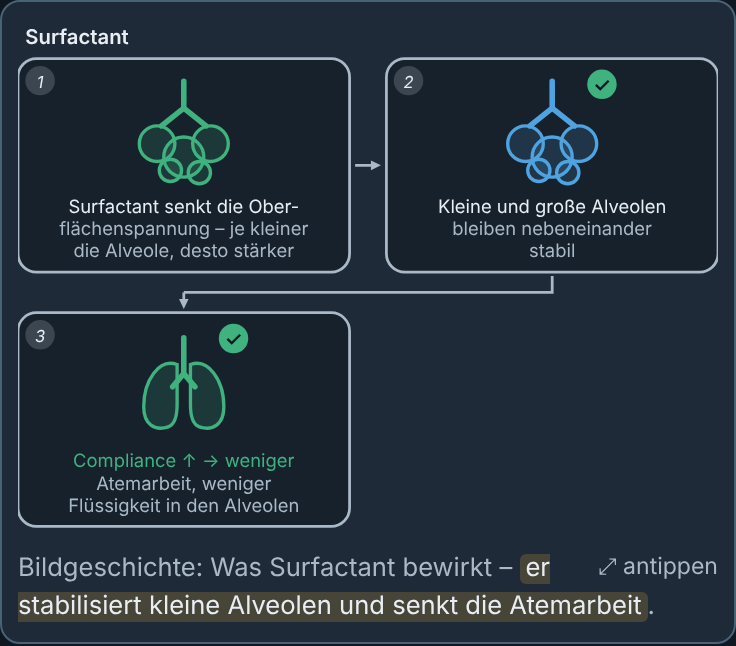 Surfactant
1
Surfactant senkt die Ober-
flächenspannung – je kleiner
die Alveole, desto stärker
2
Kleine und große Alveolen
bleiben nebeneinander
stabil
3
Compliance ↑ → weniger
Atemarbeit, weniger
Flüssigkeit in den Alveolen
Bildgeschichte: Was Surfactant bewirkt – er
⤢ antippen
stabilisiert kleine Alveolen und senkt die Atemarbeit.